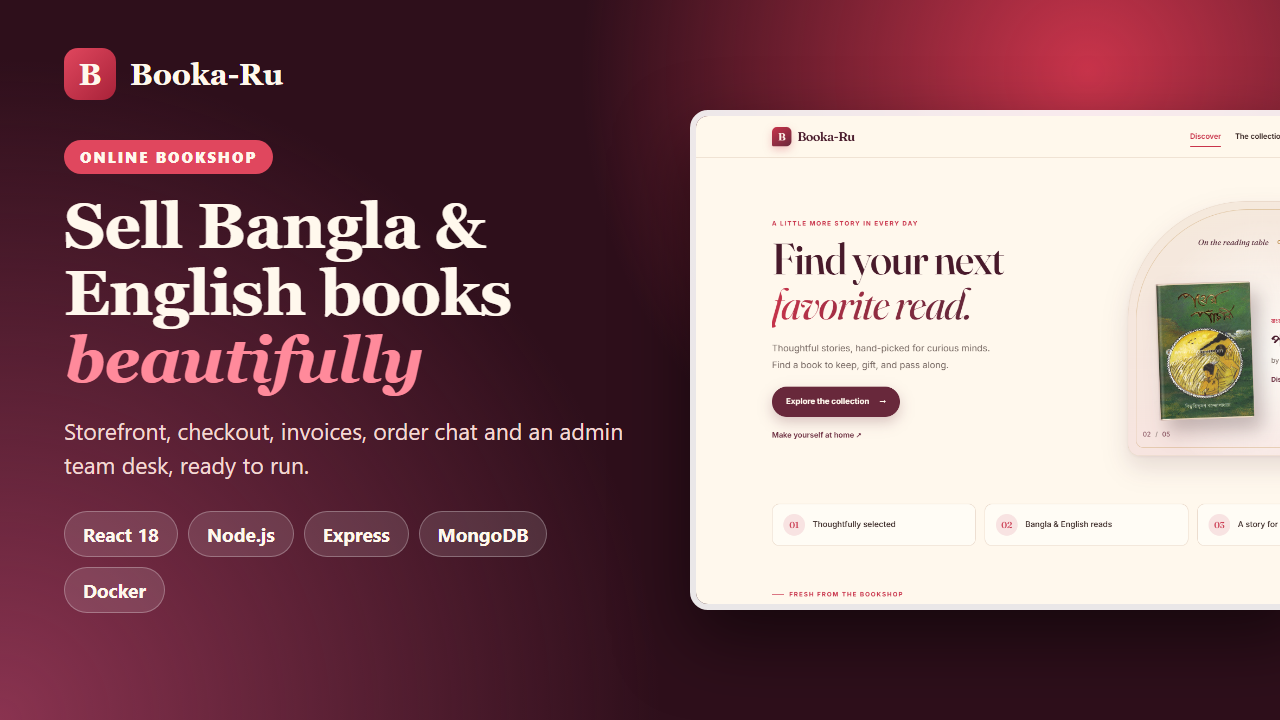 B Booka-Ru
ONLINE BOOKSHOP
Sell Bangla &
English books
beautifully
Storefront, checkout, invoices, order chat and an admin
team desk, ready to run.
React 18
Node.js
Express
MongoDB
Docker
B Booka-Ru
Discover
The collectio
A LITTLE MORE STORY IN EVERY DAY
Find your next
favorite read.
Thoughtful stories, hand-picked for curious minds.
Find a book to keep, gift, and pass along.
Explore the collection →
Make yourself at home ↗
On the reading table
by
Dis
02 / 05
01 Thoughtfully selected
02 Bangla & English reads
03 A story for
FRESH FROM THE BOOKSHOP